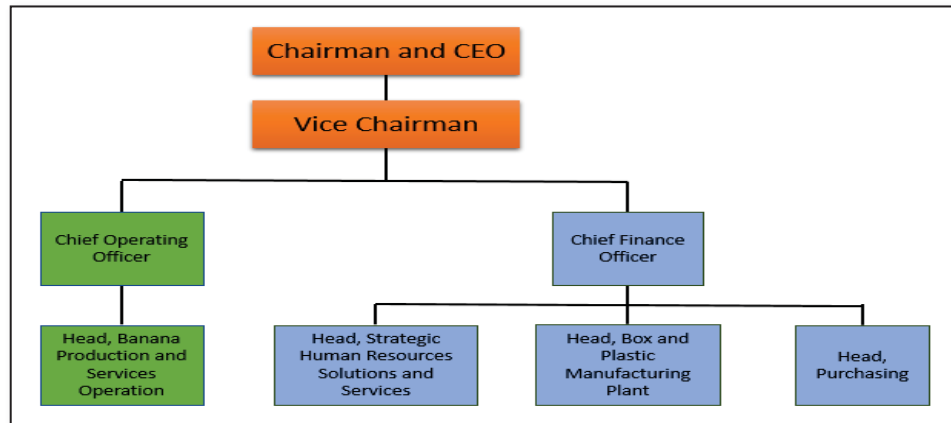 Chairman and CEO
Vice Chairman
Chief Operating
Officer
Chief Finance
Officer
Head, Banana
Production and
Services
Operation
Head, Strategic
Human Resources
Solutions and
Services
Head, Box and
Plastic
Manufacturing
Plant
Head,
Purchasing